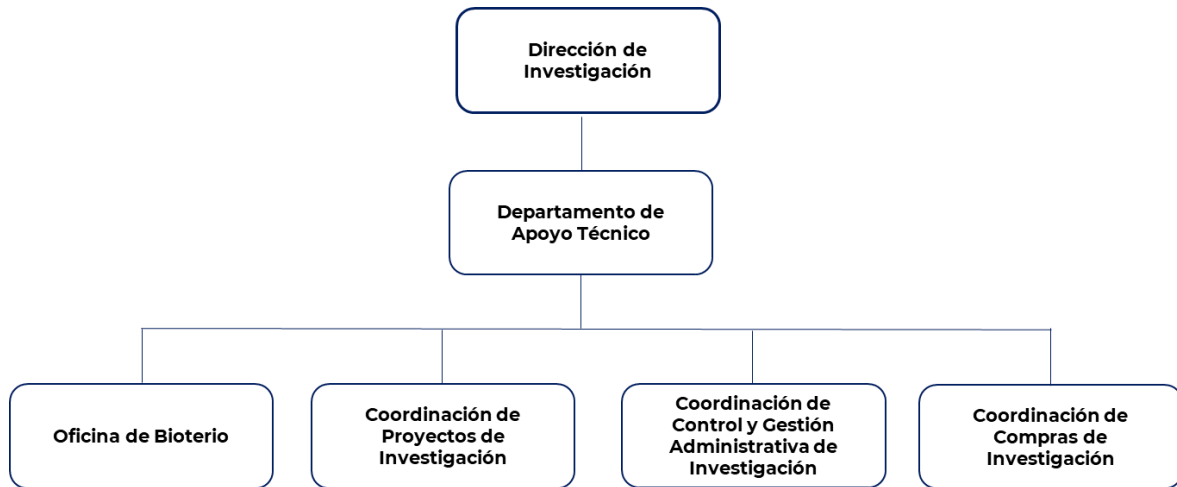 Dirección de
Investigación
Departamento de
Apoyo Técnico
Oficina de Bioterio
Coordinación de
Proyectos de
Investigación
Coordinación de
Control y Gestión
Administrativa de
Investigación
Coordinación de
Compras de
Investigación